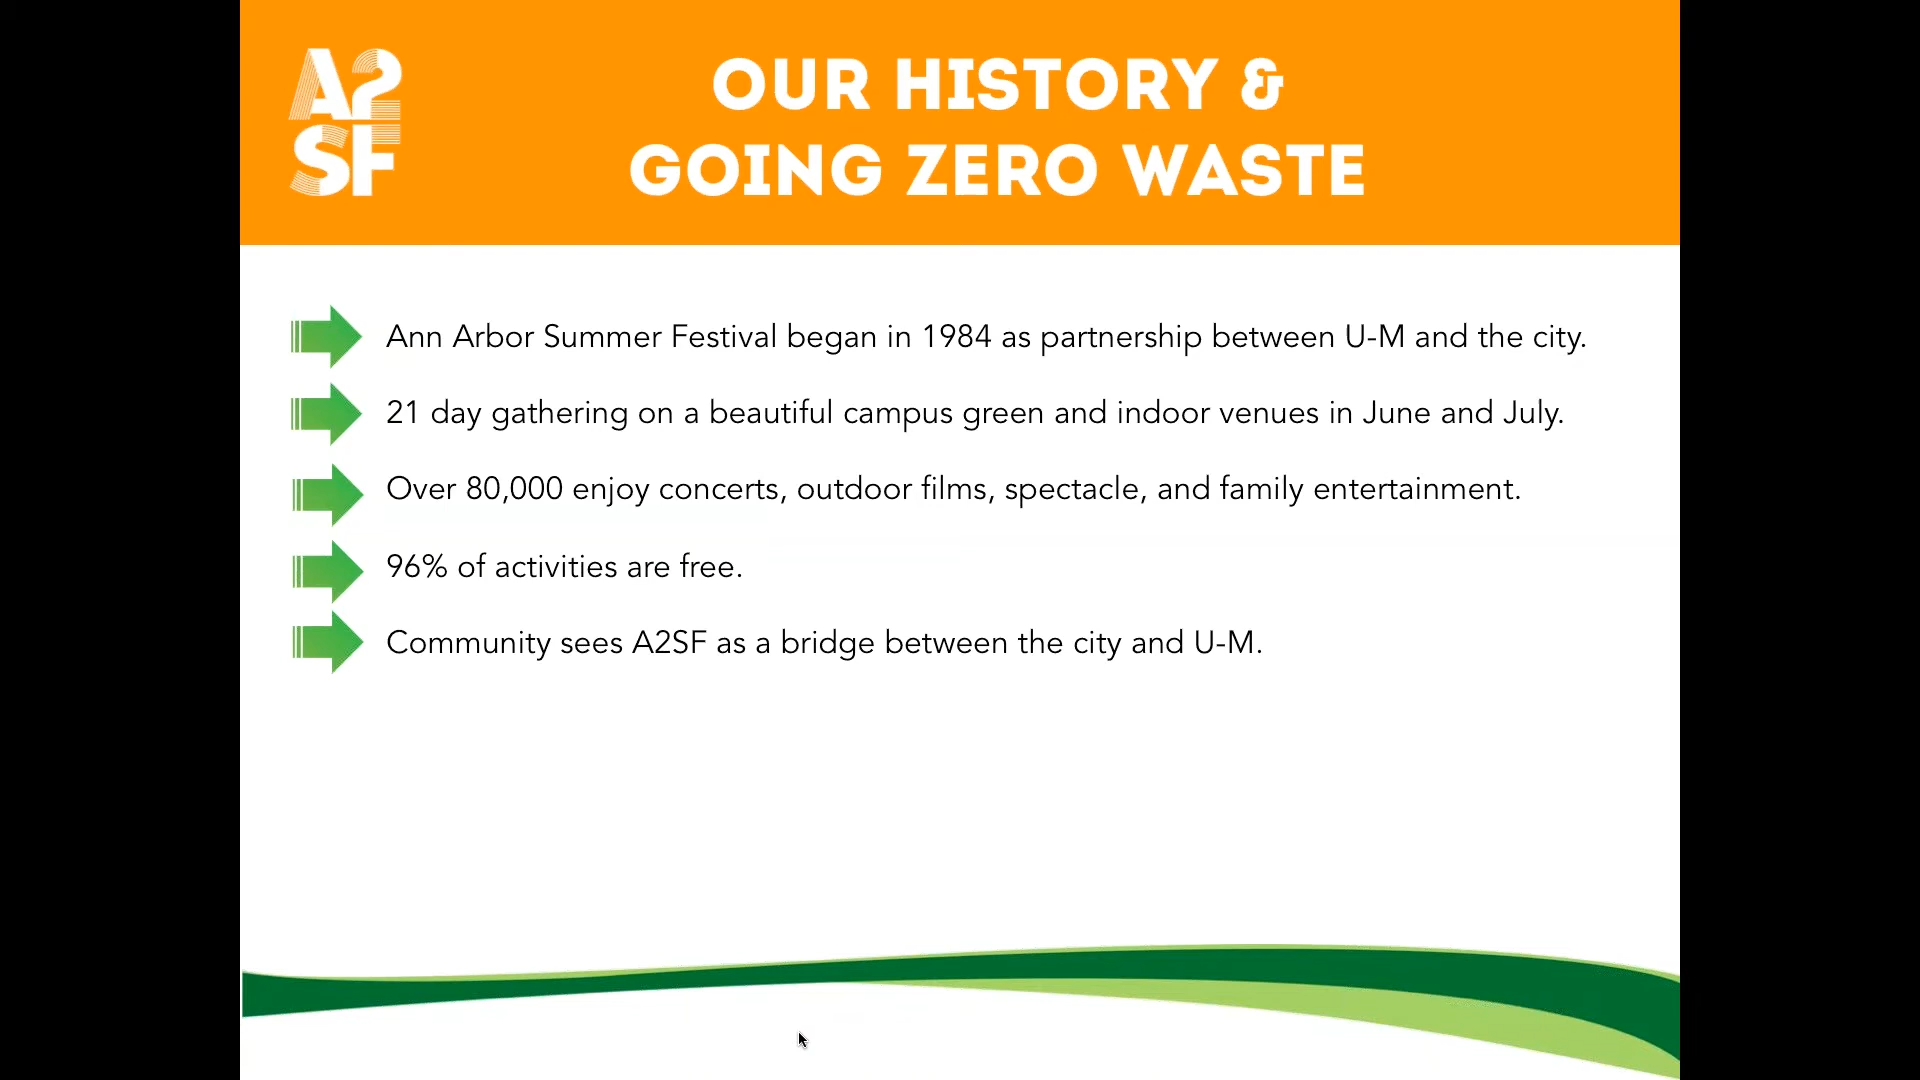 A2
SF
OUR HISTORY &
GOING ZERO WASTE
Ann Arbor Summer Festival began in 1984 as partnership between U-M and the city.
21 day gathering on a beautiful campus green and indoor venues in June and July.
Over 80,000 enjoy concerts, outdoor films, spectacle, and family entertainment.
96% of activities are free.
Community sees A2SF as a bridge between the city and U-M.